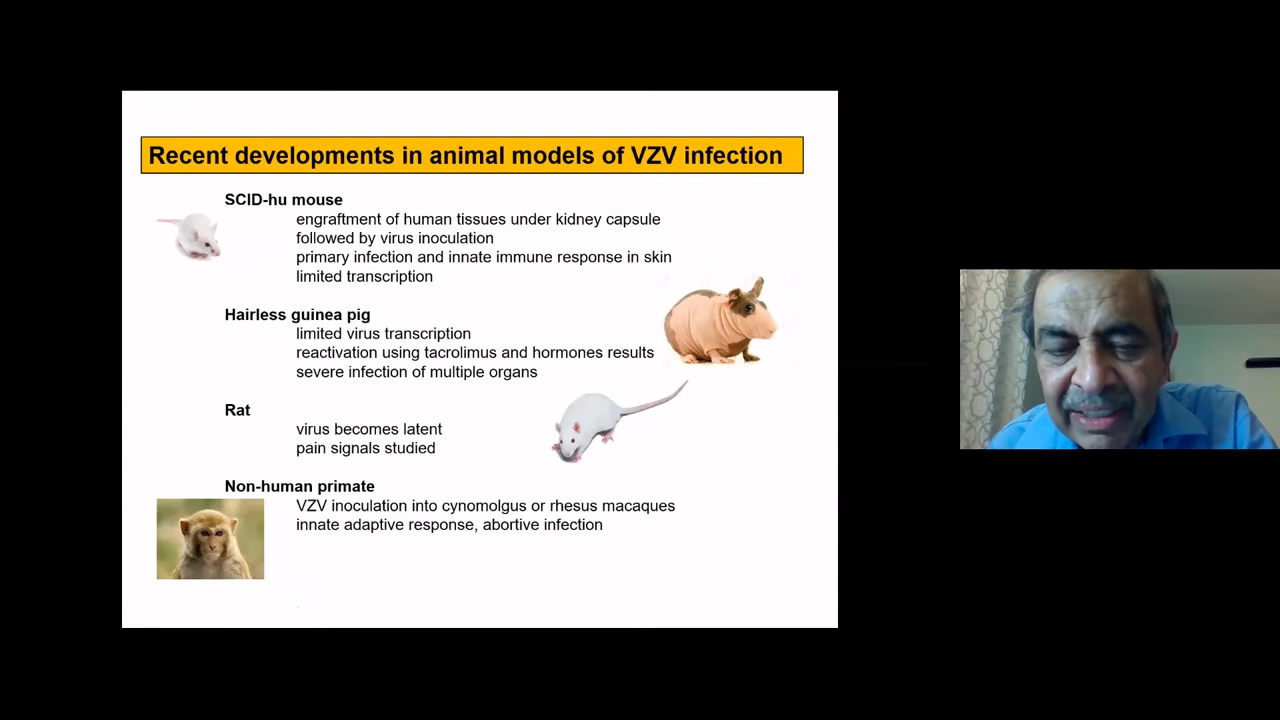 Recent developments in animal models of VZV infection
SCID-hu mouse
engraftment of human tissues under kidney capsule
followed by virus inoculation
primary infection and innate immune response in skin
limited transcription
Hairless guinea pig
limited virus transcription
reactivation using tacrolimus and hormones results
severe infection of multiple organs
Rat
virus becomes latent
pain signals studied
Non-human primate
VZV inoculation into cynomolgus or rhesus macaques
innate adaptive response, abortive infection